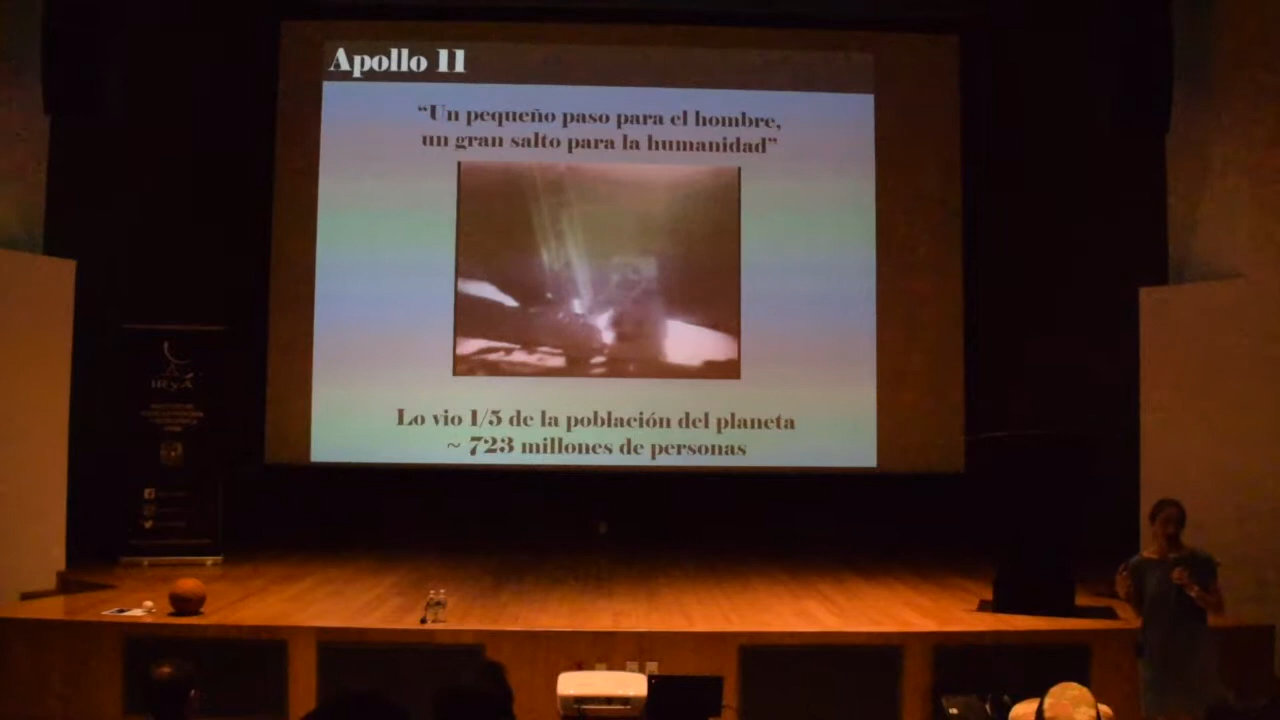 Apollo 11
“Un pequeño paso para el hombre,
un gran salto para la humanidad”
Lo vio 1/5 de la población del planeta
~ 723 millones de personas
IRyA